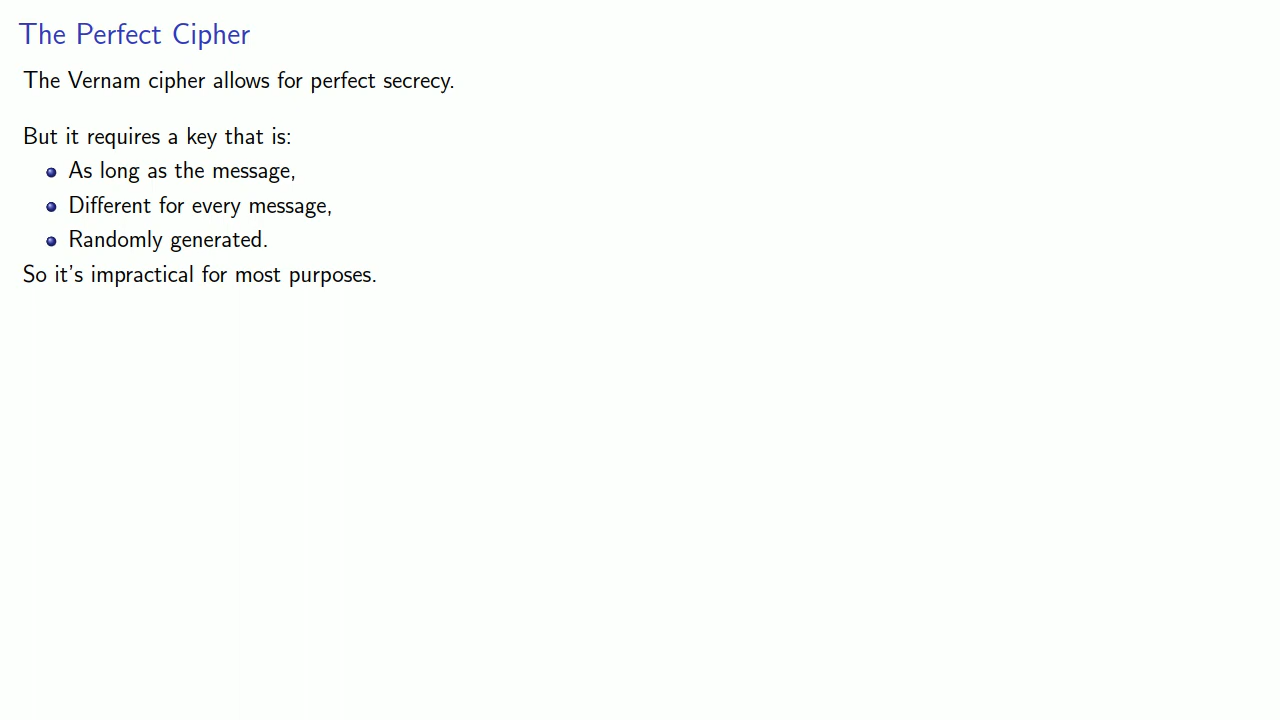 The Perfect Cipher
The Vernam cipher allows for perfect secrecy.
But it requires a key that is:
As long as the message,
Different for every message,
Randomly generated.
So it's impractical for most purposes.